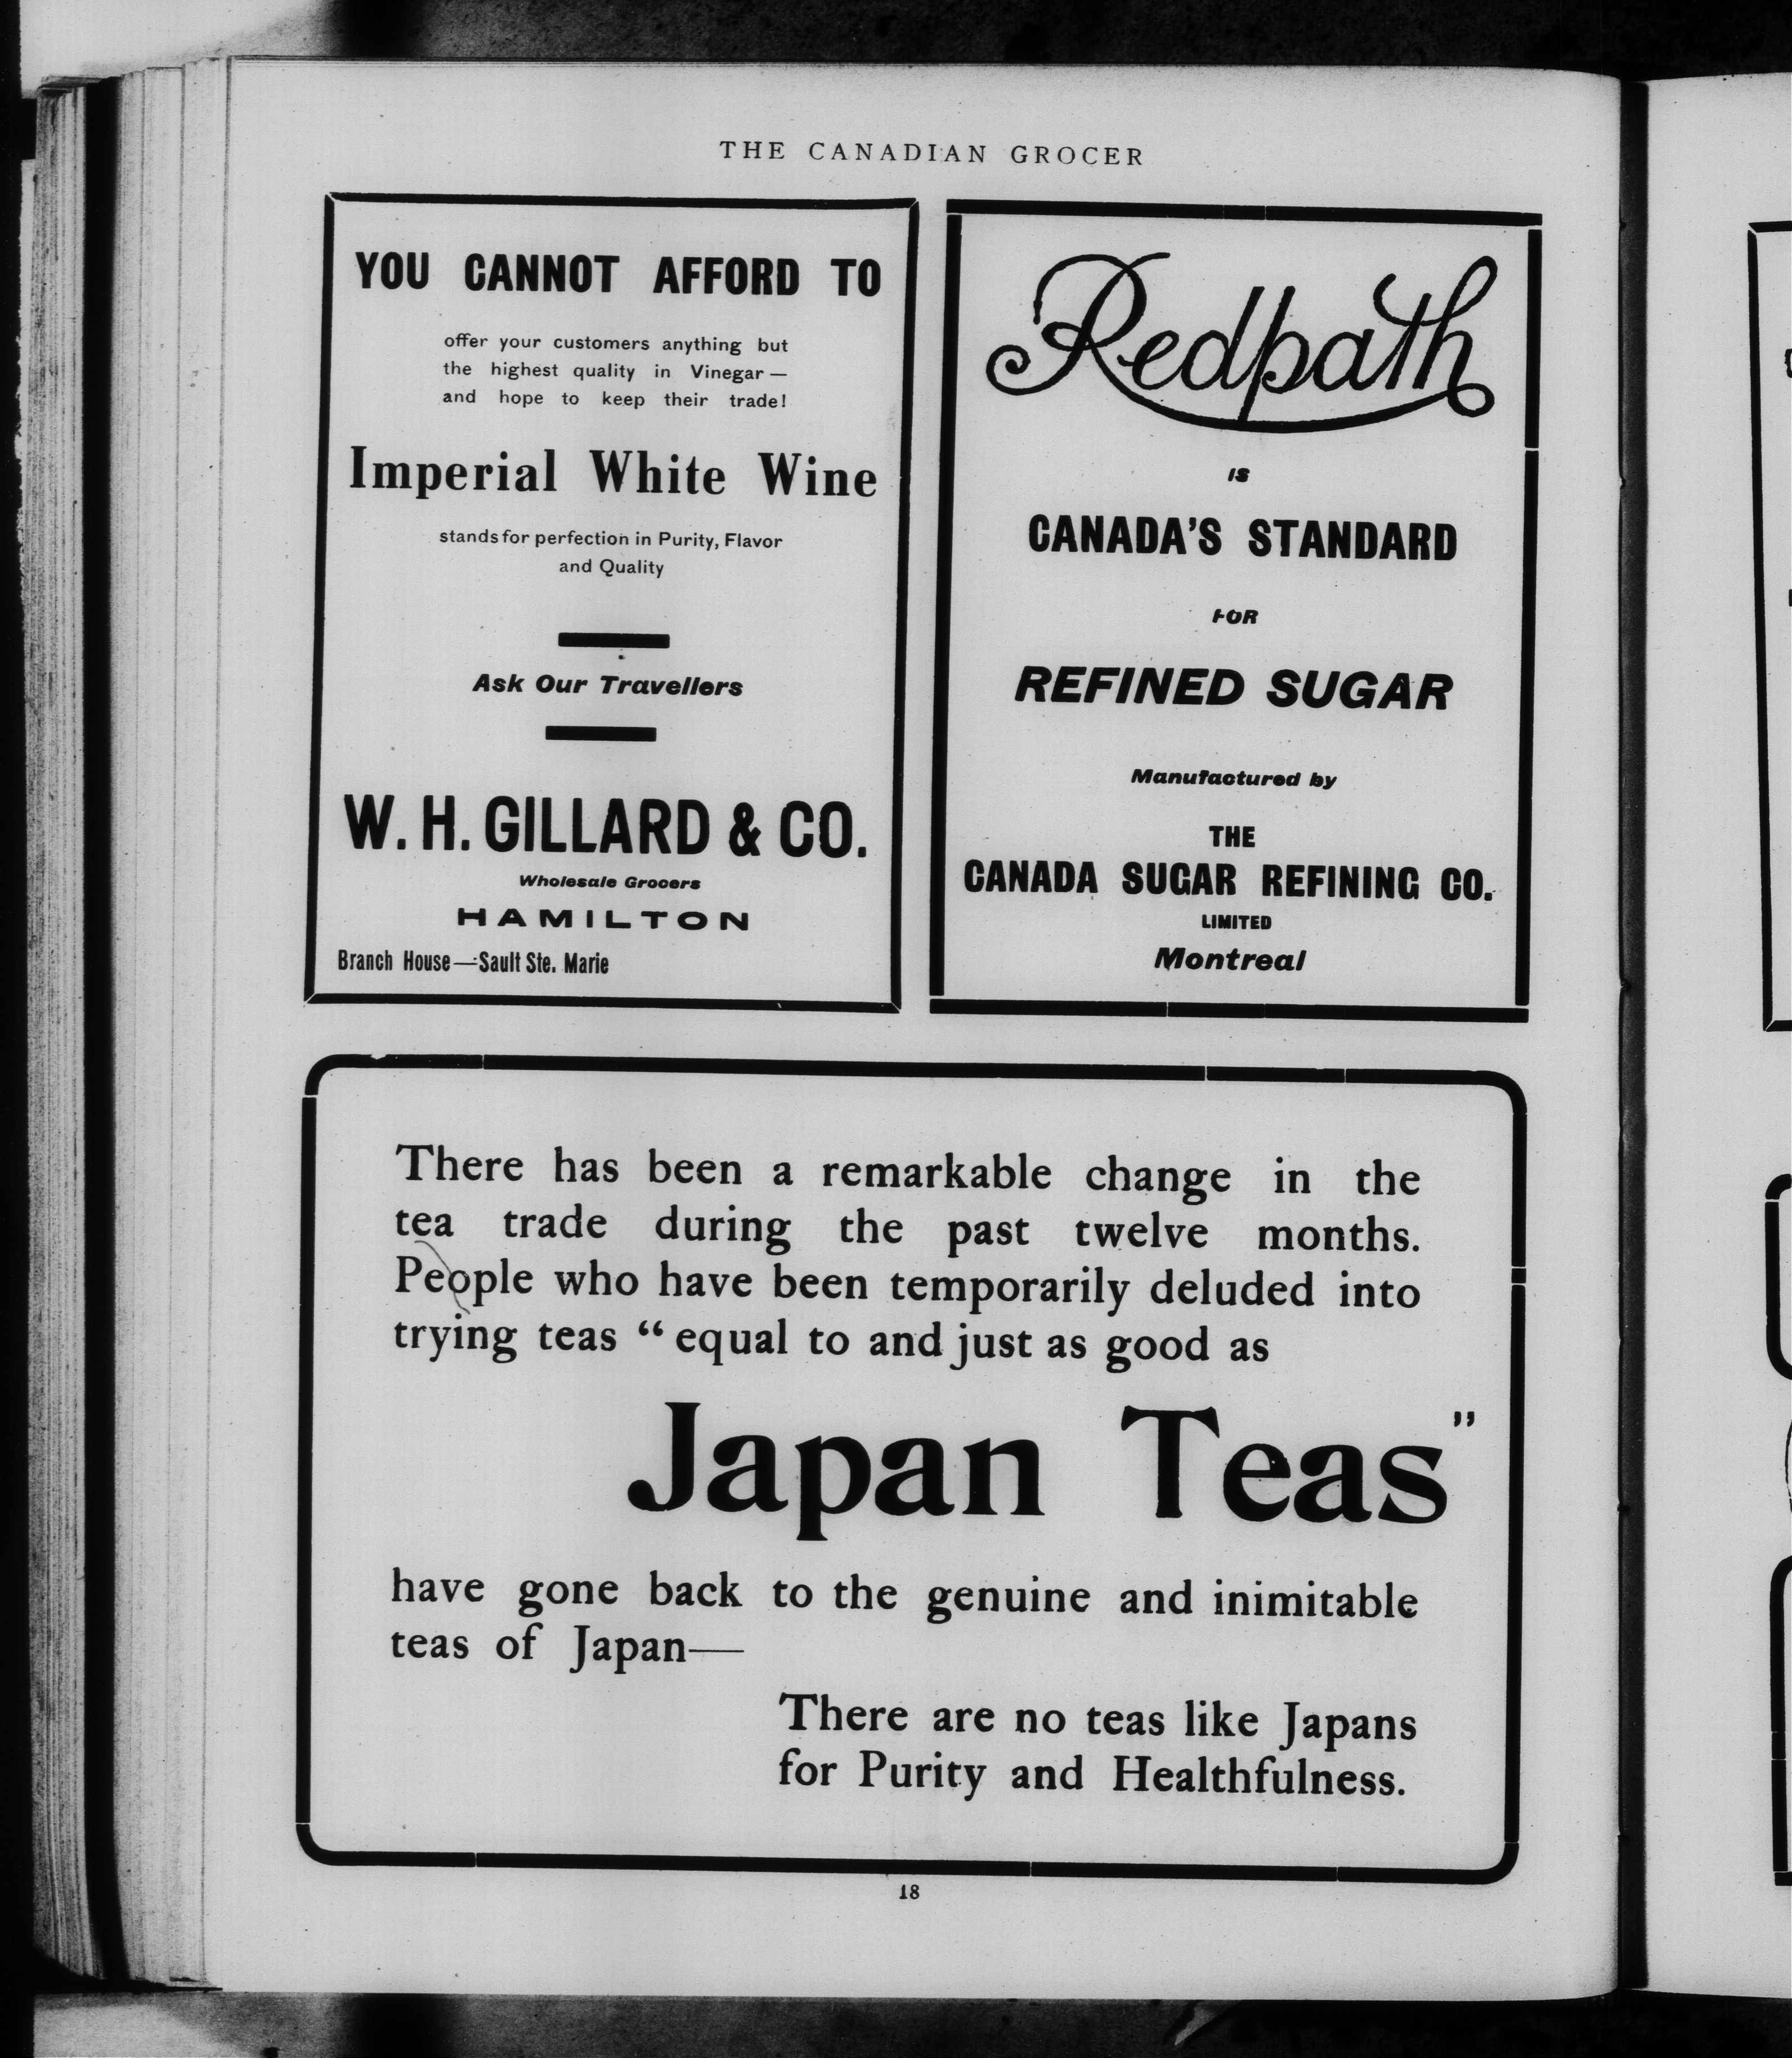 THE CANADIAN GROCER
YOU CANNOT AFFORD TO
offer your customers anything but
the highest quality in Vinegar—
and hope to keep their trade!
Imperial White Wine
stands for perfection in Purity, Flavor
and Quality
Ask Our Travellers
W. H. GILLARD & CO.
Wholesale Grocers
HAMILTON
Branch House—Sault Ste. Marie
Redpath
IS
CANADA'S STANDARD
FOR
REFINED SUGAR
Manufactured by
THE
CANADA SUGAR REFINING CO.
LIMITED
Montreal
There has been a remarkable change in the
tea trade during the past twelve months.
People who have been temporarily deluded into
trying teas “equal to and just as good as
Japan Teas”
have gone back to the genuine and inimitable
teas of Japan—
There are no teas like Japans
for Purity and Healthfulness.
18